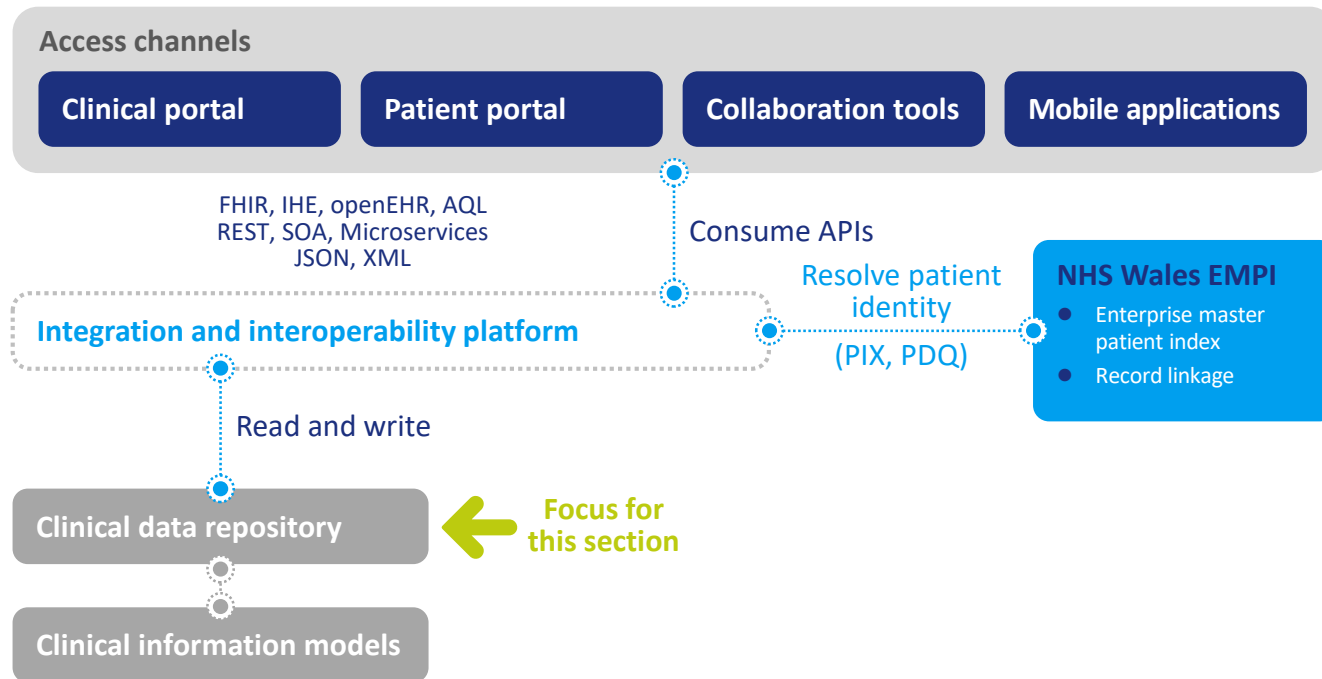 Access channels
Clinical portal
Patient portal
Collaboration tools
Mobile applications
FHIR, IHE, openEHR, AQL
REST, SOA, Microservices
JSON, XML
Consume APIs
Resolve patient
identity
(PIX, PDQ)
NHS Wales EMPI
● Enterprise master
patient index
● Record linkage
Integration and interoperability platform
Read and write
Clinical data repository
Focus for
this section
Clinical information models